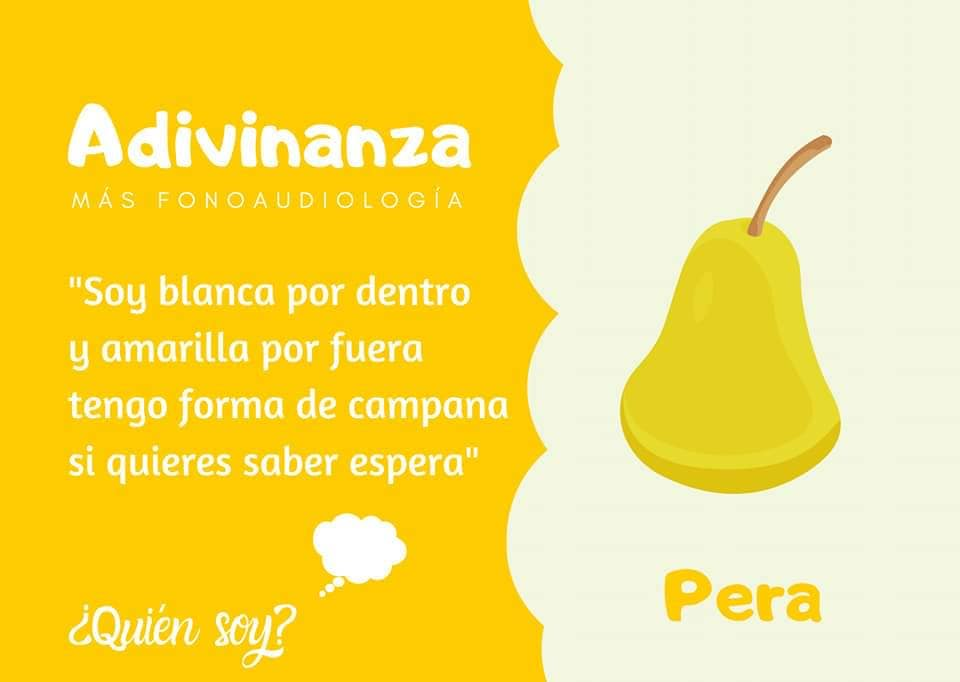 Adivinanza
MÁS FONOAUDIOLOGÍA
"Soy blanca por dentro
y amarilla por fuera
tengo forma de campana
si quieres saber espera"
¿Quién soy?
Pera